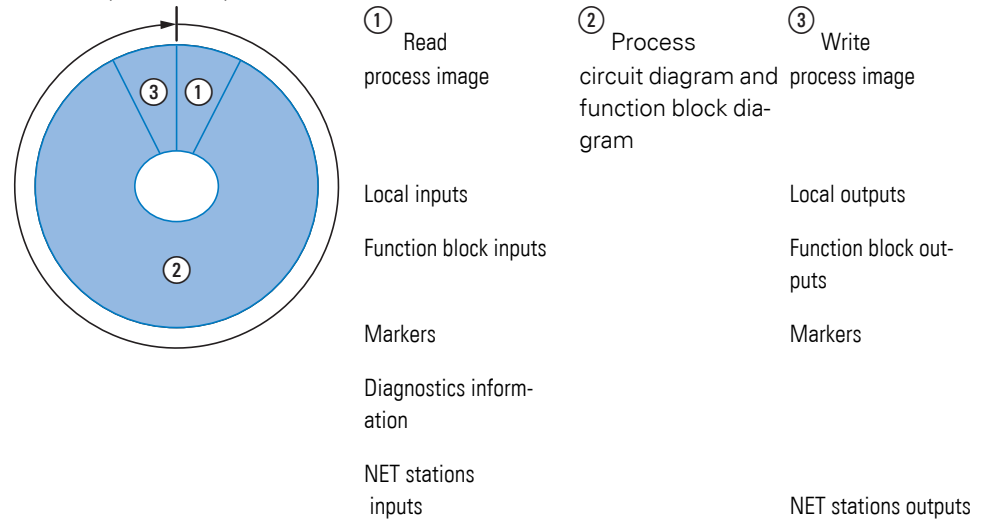 ③ ①
②
① Read
process image
② Process
circuit diagram and
function block dia-
gram
③ Write
process image
Local inputs
Local outputs
Function block inputs
Function block out-
puts
Markers
Markers
Diagnostics inform-
ation
NET stations
inputs
NET stations outputs